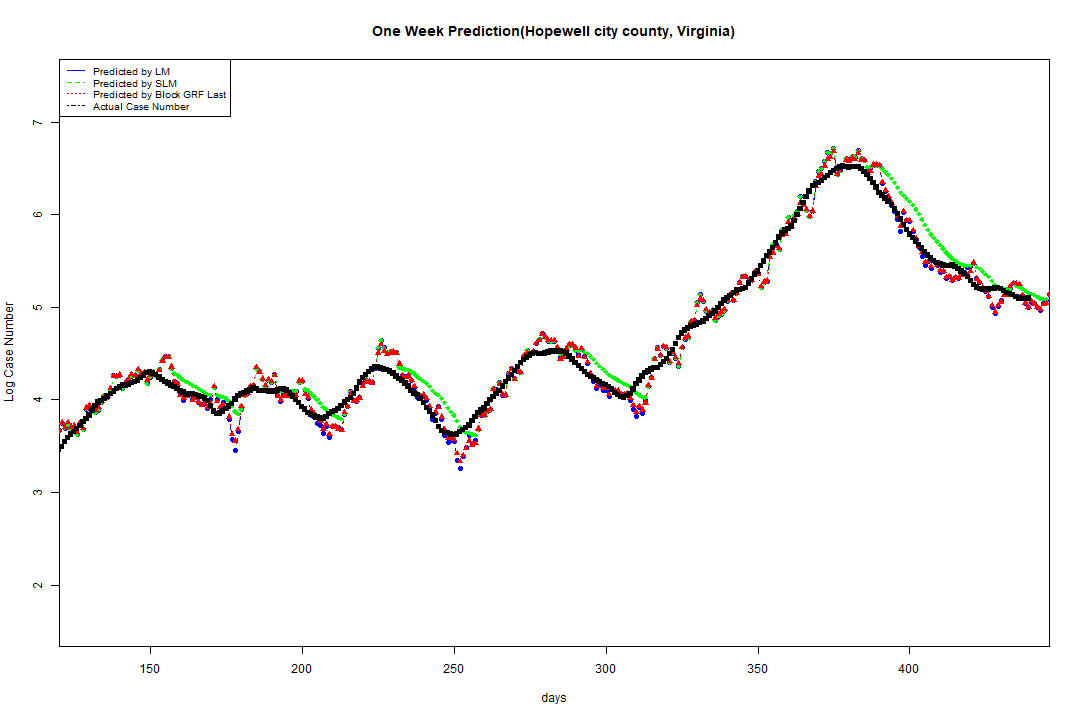 One Week Prediction(Hopewell city county, Virginia)
Predicted by LM
Predicted by SLM
Predicted by Block GRF Last
Actual Case Number
7
6
5
4
3
2
Log Case Number
150 200 250 300 350 400
days